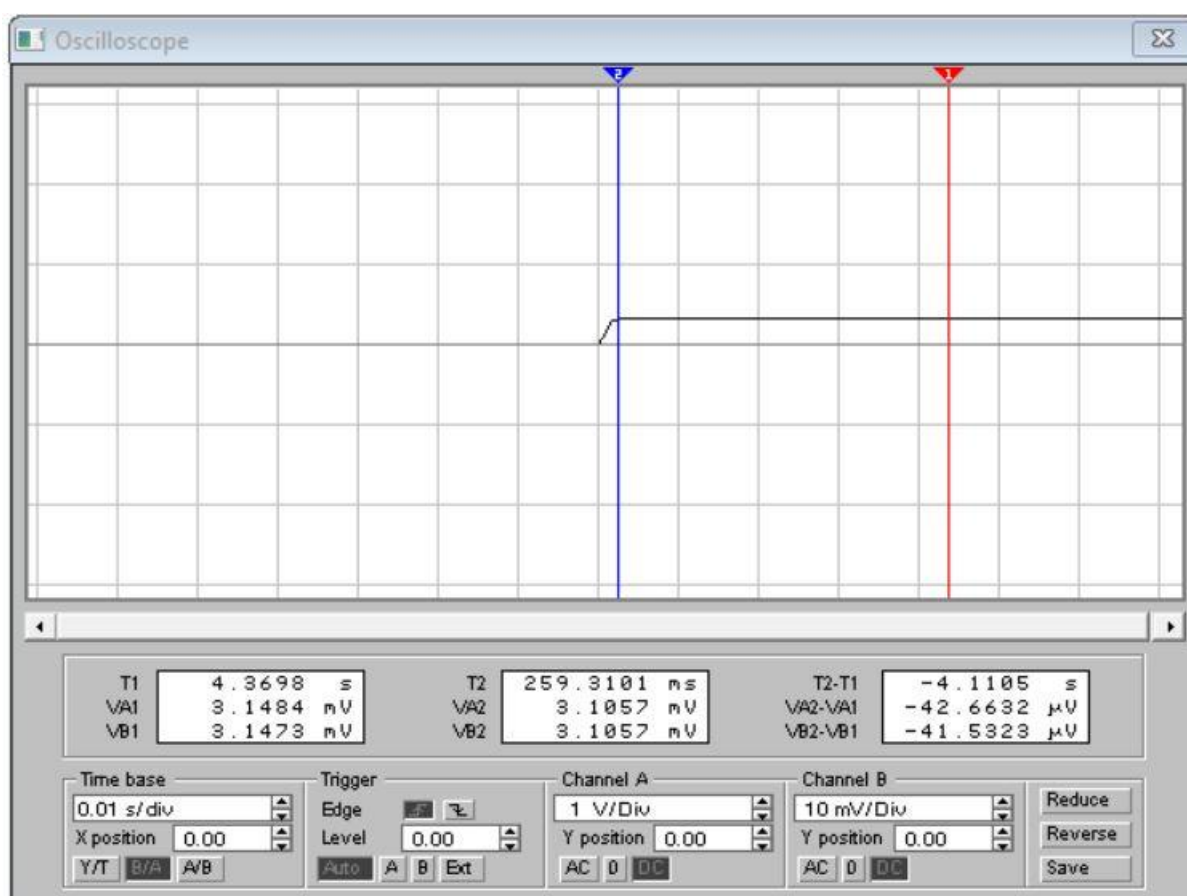 Oscilloscope
2 1
T1 4.3698 s T2 259.3101 ms T2-T1 -4.1105 s
VA1 3.1484 mV VA2 3.1057 mV VA2-VA1 -42.6632 μV
VB1 3.1473 mV VB2 3.1057 mV VB2-VB1 -41.5323 μV
Time base Trigger Channel A Channel B
0.01 s/div Edge 1 V/Div 10 mV/Div Reduce
X position 0.00 Level 0.00 Y position 0.00 Y position 0.00 Reverse
Y/T B/A A/B Auto A B Ext AC 0 DC AC 0 DC Save